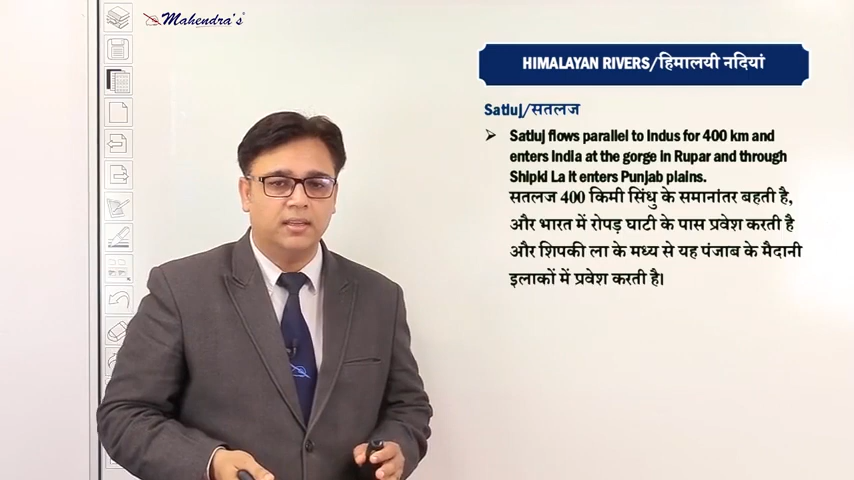 Mahendra's
HIMALAYAN RIVERS/हिमालयी नदियां
Satluj/सतलज
➢ Satluj flows parallel to Indus for 400 km and
enters India at the gorge in Rupar and through
Shipki La it enters Punjab plains.
सतलज 400 किमी सिंधु के समानांतर बहती है,
और भारत में रोपड़ घाटी के पास प्रवेश करती है
और शिपकी ला के मध्य से यह पंजाब के मैदानी
इलाकों में प्रवेश करती है।